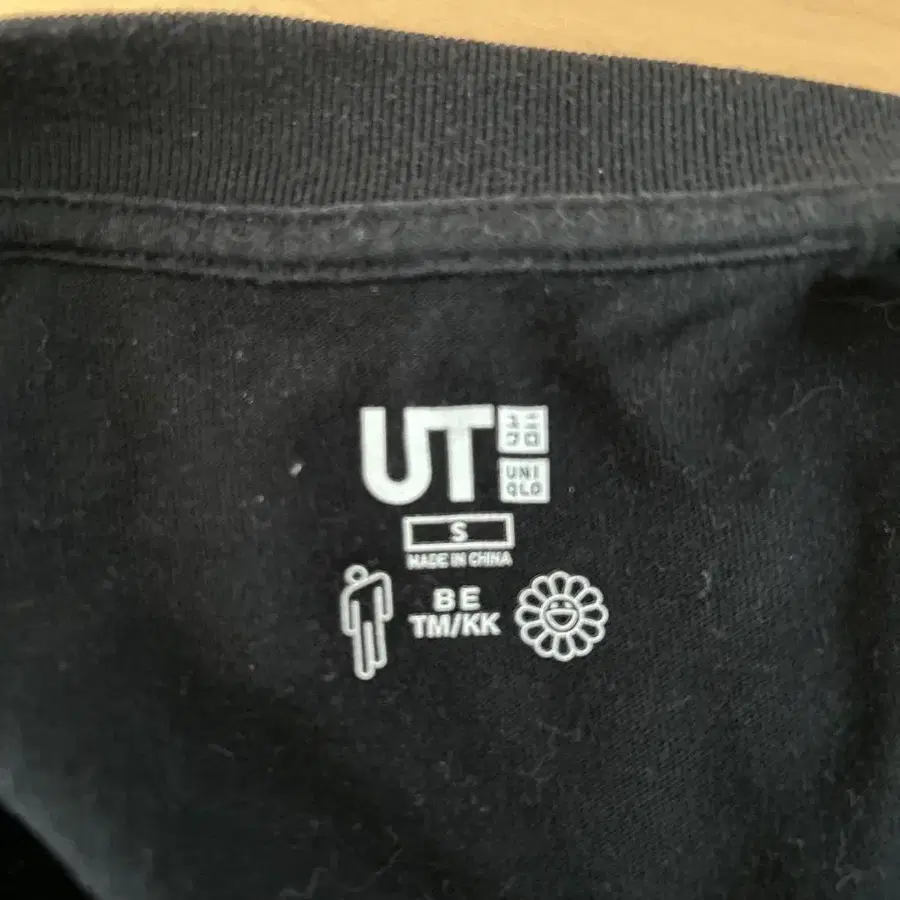 UT
ユニ
クロ
UNI
QLO
S
MADE IN CHINA
BE
TM/KK